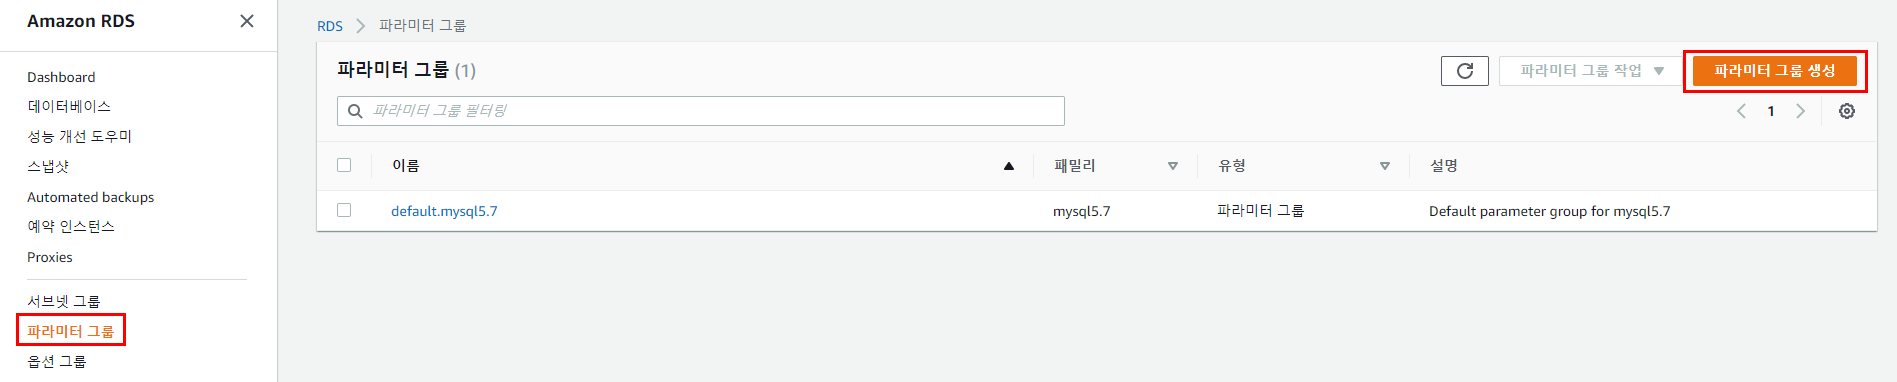 Amazon RDS
Dashboard
데이터베이스
성능 개선 도우미
스냅샷
Automated backups
예약 인스턴스
Proxies
서브넷 그룹
파라미터 그룹
옵션 그룹
RDS 파라미터 그룹
파라미터 그룹 (1)
파라미터 그룹 작업
파라미터 그룹 생성
파라미터 그룹 필터링
1
이름 패밀리 유형 설명
default.mysql5.7 mysql5.7 파라미터 그룹 Default parameter group for mysql5.7